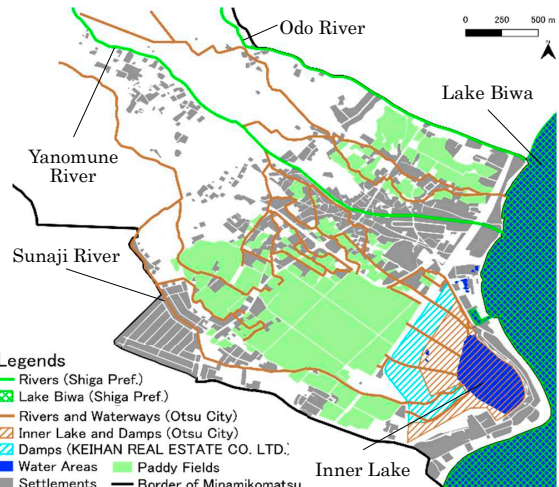 Odo River
0 250 500 m
Lake Biwa
Yanomune
River
Sunaji River
Legends
Rivers (Shiga Pref.)
Lake Biwa (Shiga Pref.)
Rivers and Waterways (Otsu City)
Inner Lake and Damps (Otsu City)
Damps (KEIHAN REAL ESTATE CO. LTD.)
Water Areas Paddy Fields
Settlements Border of Minamikomatsu
Inner Lake